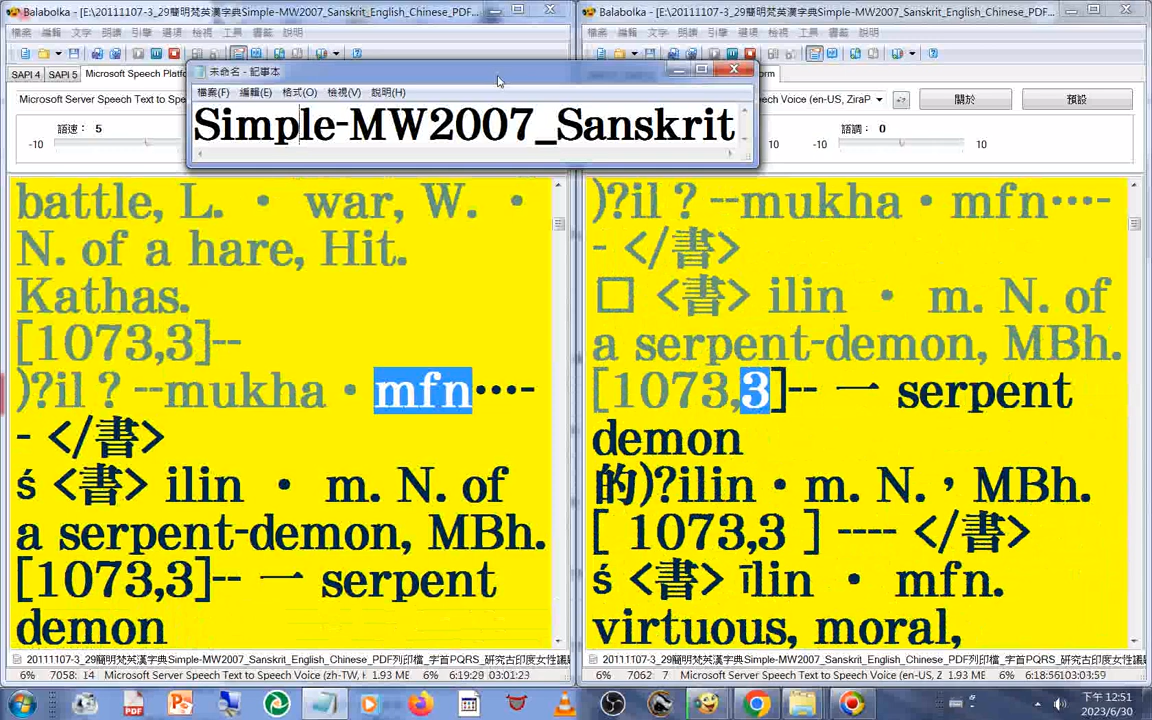 Balabolka - [E:\20111107-3_29簡明梵英漢字典Simple-MW2007_Sanskrit_English_Chinese_PDF...
檔案 編輯 文字 朗讀 引擎 選項 檢視 工具 書籤 說明
SAPI 4 SAPI 5 Microsoft Speech Platf
Microsoft Server Speech Text to Speech
語速： 5
-10
battle, L. • war, W. •
N. of a hare, Hit.
Kathas.
[1073,3]--
)?il ? --mukha • mfn…-
- </書>
ś <書> ilin • m. N. of
a serpent-demon, MBh.
[1073,3]-- 一 serpent
demon
20111107-3_29簡明梵英漢字典Simple-MW2007_Sanskrit_English_Chinese_PDF列印檔_字首PQRS_研究古印度女性議
6% 7058: 14 Microsoft Server Speech Text to Speech Voice (zh-TW, H 1.93 ME 6% 6:19:29 03:01:23
未命名 - 記事本
檔案(F) 編輯(E) 格式(O) 檢視(V) 說明(H)
Simple-MW2007_Sanskrit
Balabolka - [E:\20111107-3_29簡明梵英漢字典Simple-MW2007_Sanskrit_English_Chinese_PDF...
檔案 編輯 文字 朗讀 引擎 選項 檢視 工具 書籤 說明
Speech Voice (en-US, ZiraP
關於
預設
語調： 0
10 -10 10
)?il ? --mukha • mfn…-
- </書>
□ <書> ilin • m. N. of
a serpent-demon, MBh.
[1073,3]-- 一 serpent
demon
的)?ilin • m. N.，MBh.
[ 1073,3 ] ---- </書>
ś <書> īlin • mfn.
virtuous, moral,
20111107-3_29簡明梵英漢字典Simple-MW2007_Sanskrit_English_Chinese_PDF列印檔_字首PQRS_研究古印度女性議題
6% 7062: 7 Microsoft Server Speech Text to Speech Voice (en-US, Z 1.93 ME 6%
下午 12:51
2023/6/30